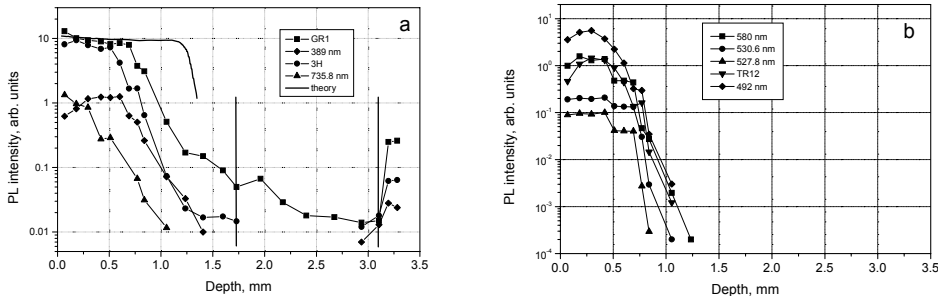 a
GR1
389 nm
3H
735.8 nm
theory
10
1
0.1
0.01
PL intensity, arb. units
0.0 0.5 1.0 1.5 2.0 2.5 3.0 3.5
Depth, mm
b
580 nm
530.6 nm
527.8 nm
TR12
492 nm
10¹
10⁰
10⁻¹
10⁻²
10⁻³
10⁻⁴
PL intensity, arb. units
0.0 0.5 1.0 1.5 2.0 2.5 3.0 3.5
Depth, mm